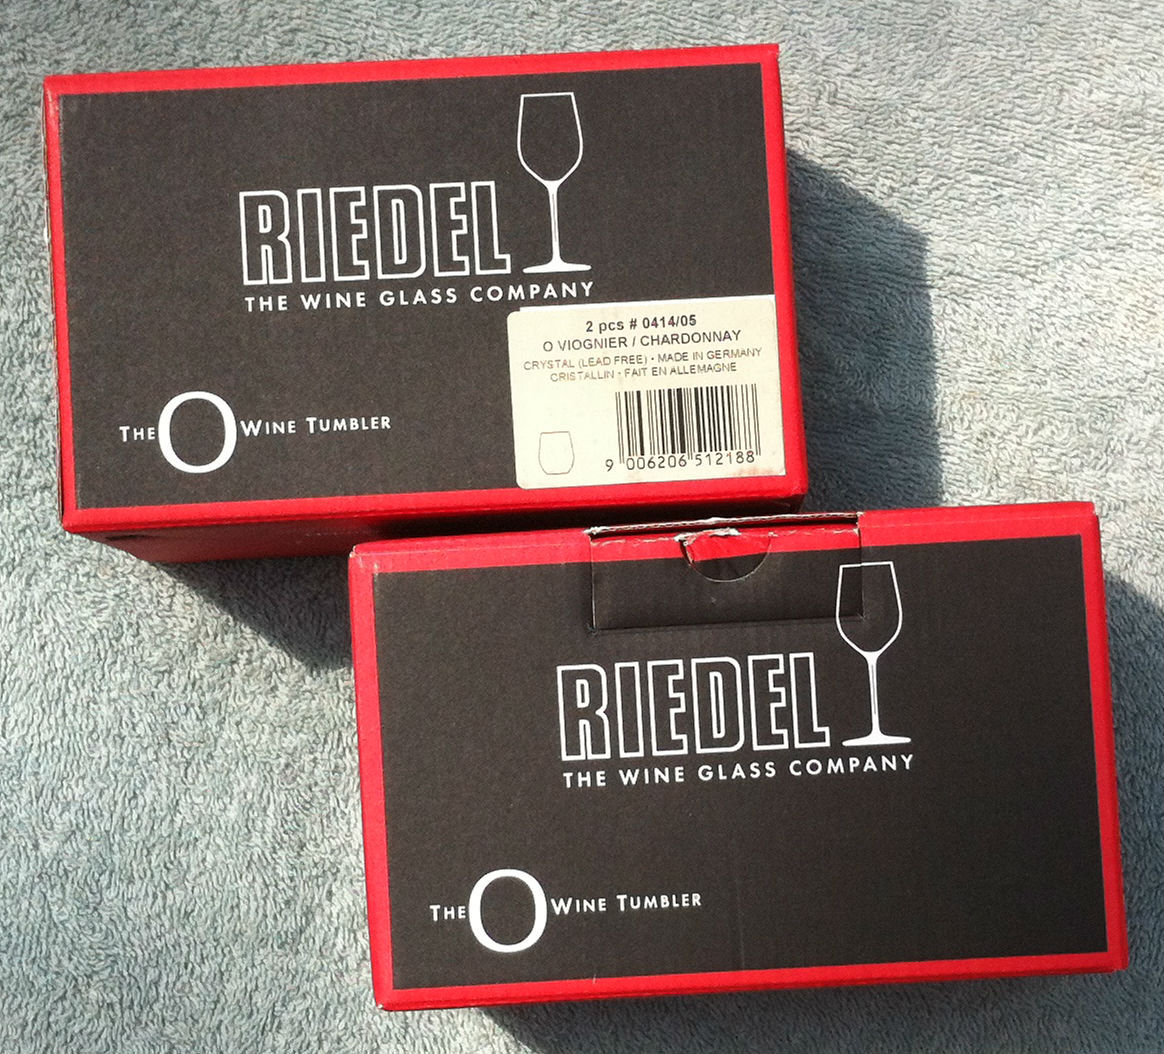 RIEDEL
THE WINE GLASS COMPANY
2 pcs # 0414/05
O VIOGNIER / CHARDONNAY
CRYSTAL (LEAD FREE) • MADE IN GERMANY
CRISTALLIN • FAIT EN ALLEMAGNE
9 006206 512188
THE O WINE TUMBLER
RIEDEL
THE WINE GLASS COMPANY
THE O WINE TUMBLER